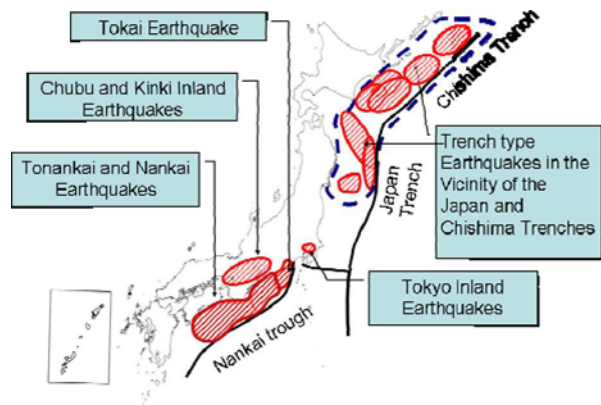 Tokai Earthquake
Chubu and Kinki Inland
Earthquakes
Tonankai and Nankai
Earthquakes
Chishima Trench
Trench type
Earthquakes in the
Vicinity of the
Japan and
Chishima Trenches
Japan
Trench
Tokyo Inland
Earthquakes
Nankai trough